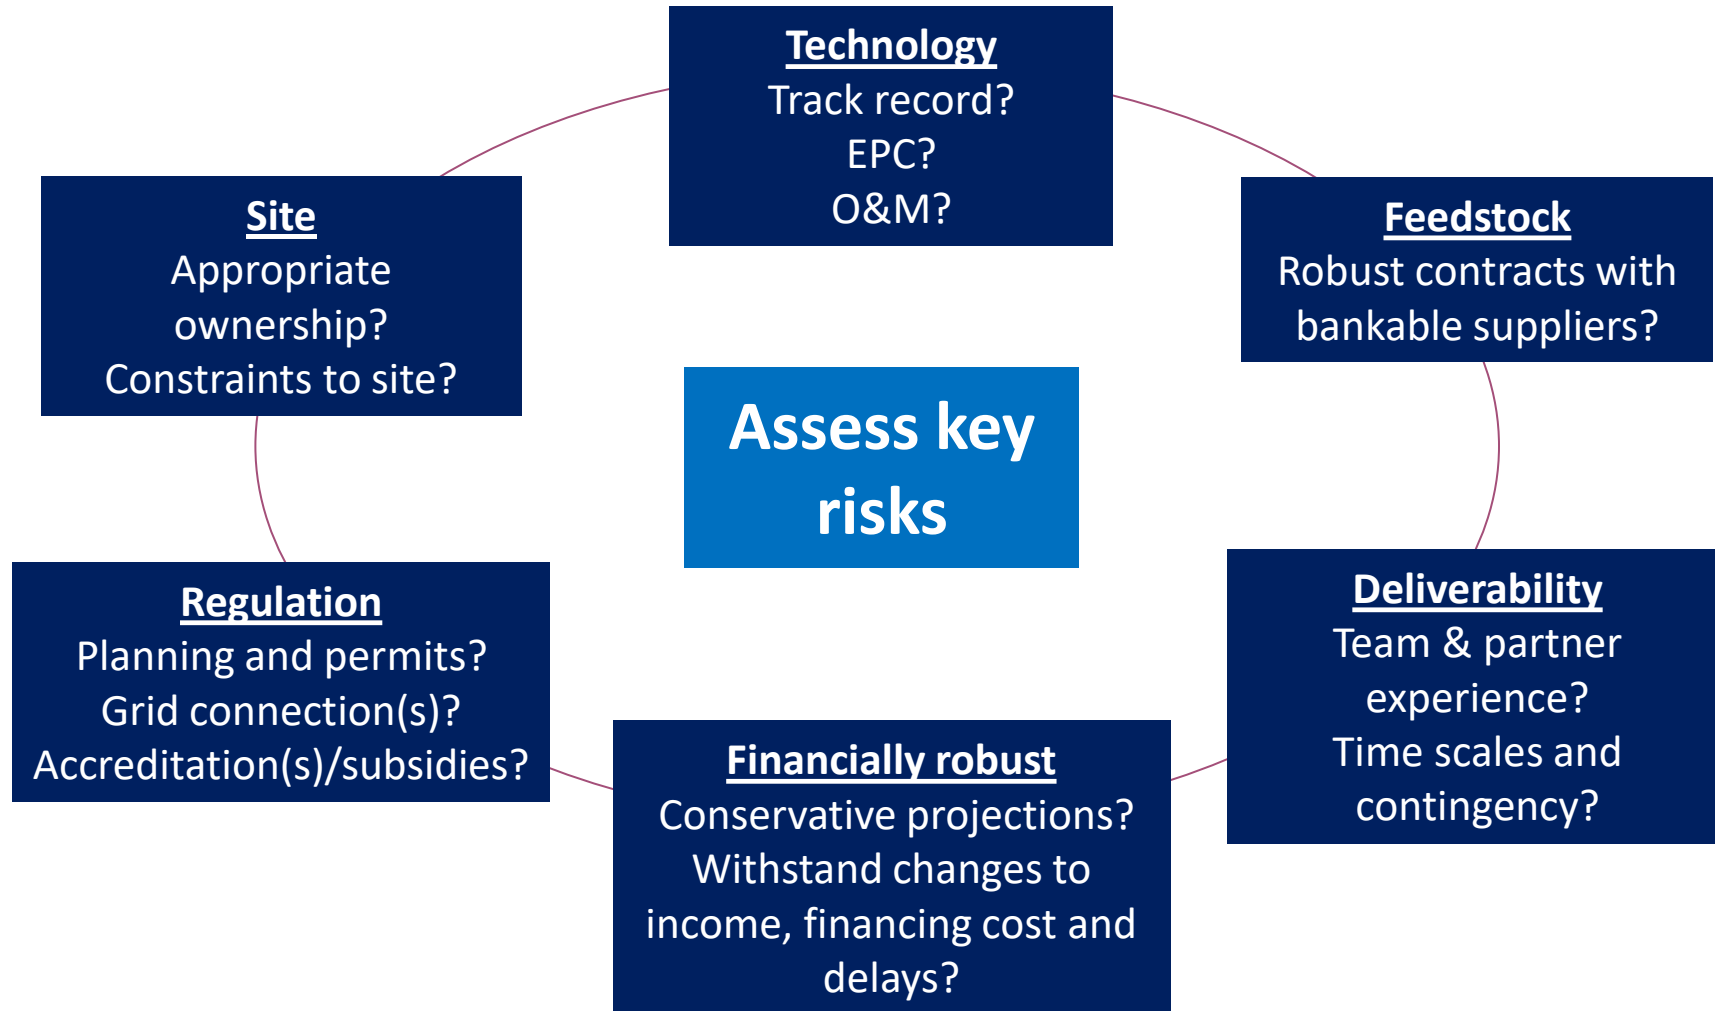 Technology
Track record?
EPC?
O&M?
Site
Appropriate
ownership?
Constraints to site?
Feedstock
Robust contracts with
bankable suppliers?
Assess key
risks
Regulation
Planning and permits?
Grid connection(s)?
Accreditation(s)/subsidies?
Deliverability
Team & partner
experience?
Time scales and
contingency?
Financially robust
Conservative projections?
Withstand changes to
income, financing cost and
delays?